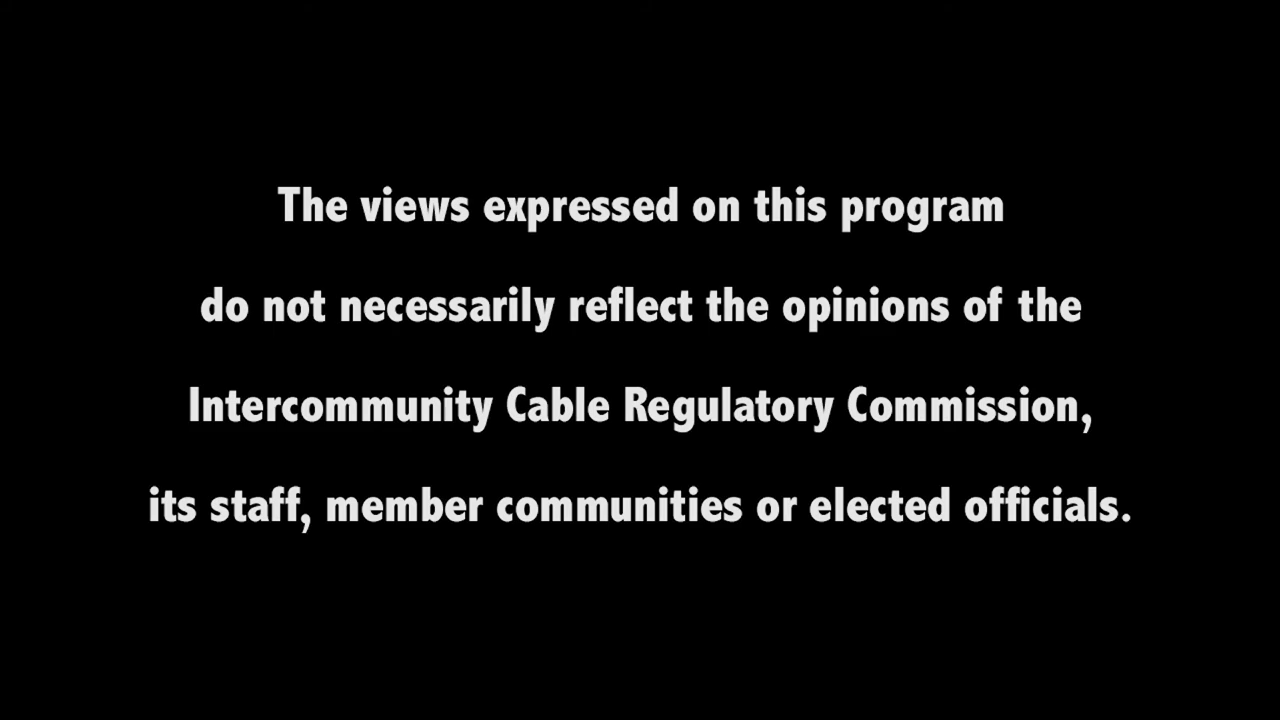 The views expressed on this program
do not necessarily reflect the opinions of the
Intercommunity Cable Regulatory Commission,
its staff, member communities or elected officials.